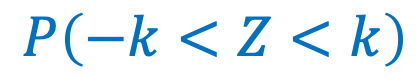 P(−k < Z < k)